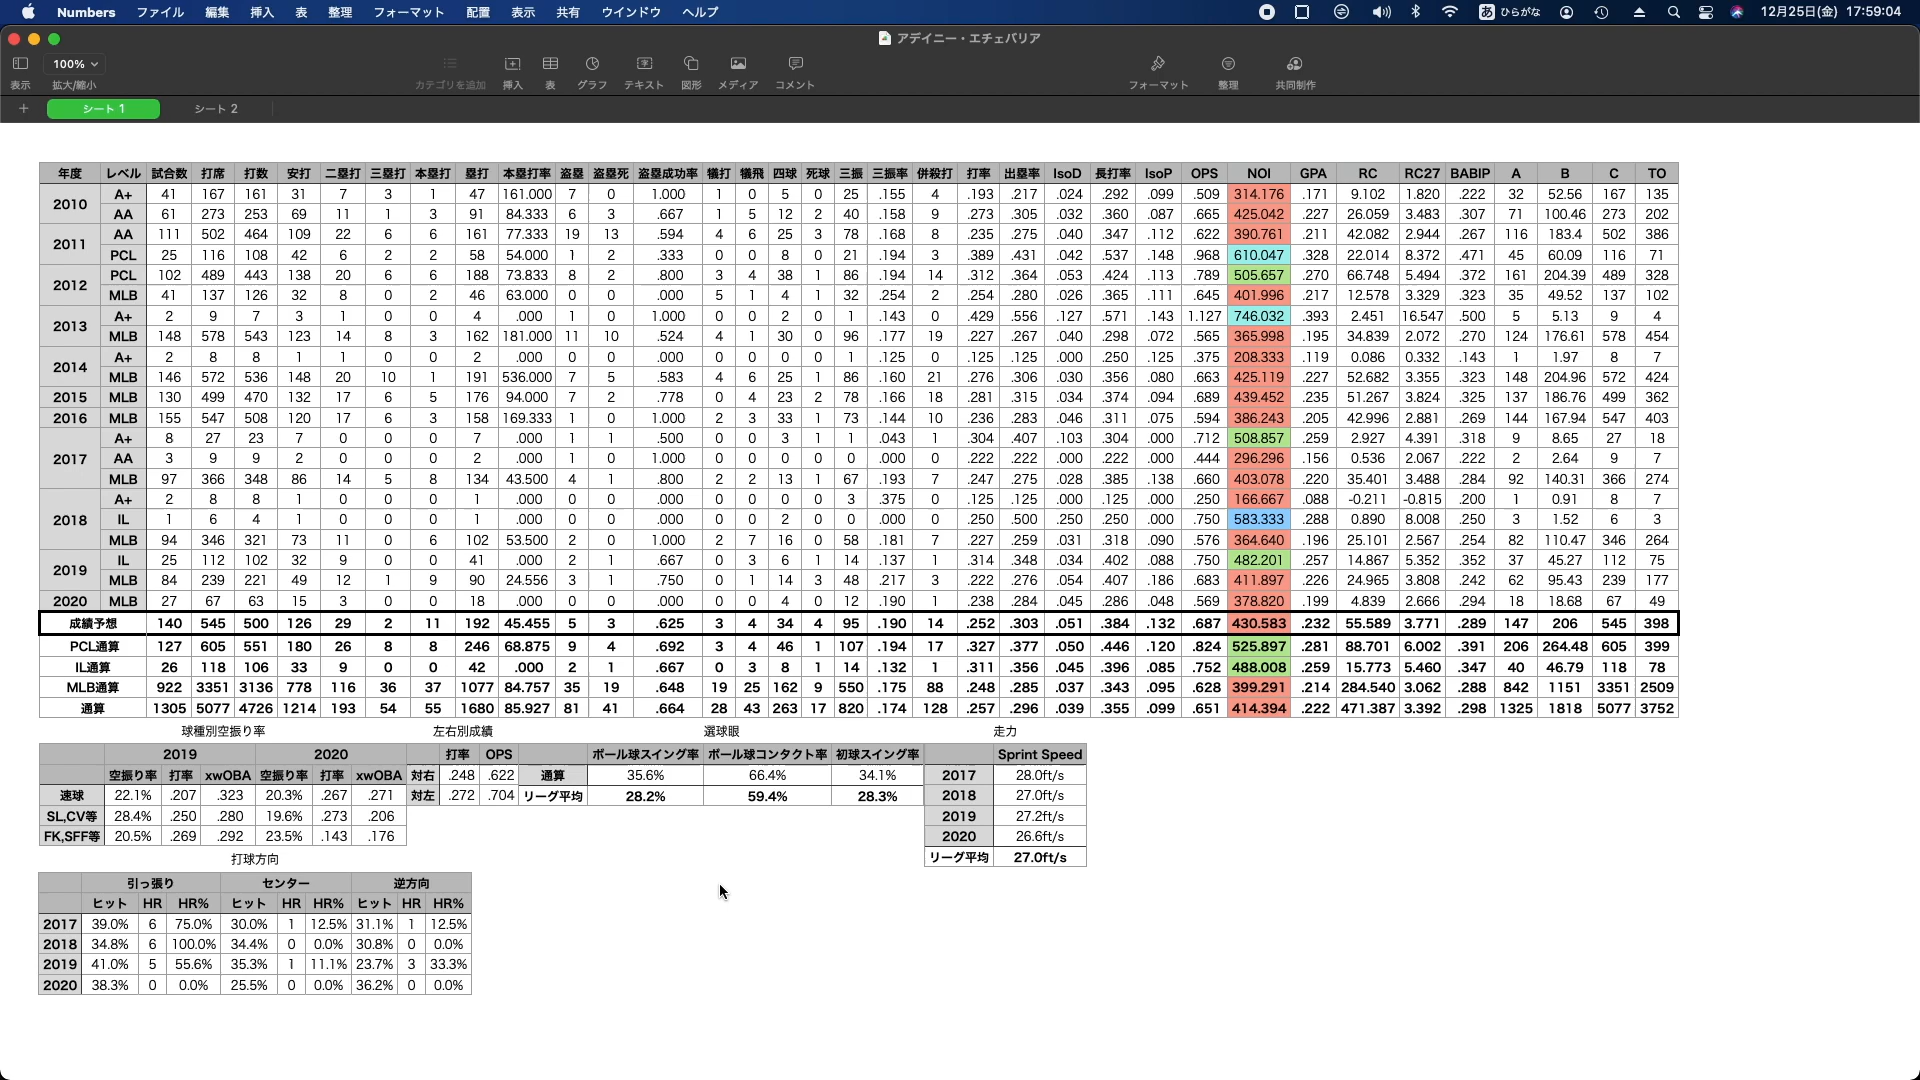 Numbers ファイル 編集 挿入 表 整理 フォーマット 配置 表示 共有 ウインドウ ヘルプ あ ひらがな 12月25日(金) 17:59:04
アデイニー・エチェバリア
100%
表示 拡大/縮小 カテゴリを追加 挿入 表 グラフ テキスト 図形 メディア コメント フォーマット 整理 共同制作
シート 1 シート 2
年度 レベル 試合数 打席 打数 安打 二塁打 三塁打 本塁打 塁打 本塁打率 盗塁 盗塁死 盗塁成功率 犠打 犠飛 四球 死球 三振 三振率 併殺打 打率 出塁率 IsoD 長打率 IsoP OPS NOI GPA RC RC27 BABIP A B C TO
2010 A+ 41 167 161 31 7 3 1 47 161.000 7 0 1.000 1 0 5 0 25 .155 4 .193 .217 .024 .292 .099 .509 314.176 .171 9.102 1.820 .222 32 52.56 167 135
AA 61 273 253 69 11 1 3 91 84.333 6 3 .667 1 5 12 2 40 .158 9 .273 .305 .032 .360 .087 .665 425.042 .227 26.059 3.483 .307 71 100.46 273 202
2011 AA 111 502 464 109 22 6 6 161 77.333 19 13 .594 4 6 25 3 78 .168 8 .235 .275 .040 .347 .112 .622 390.761 .211 42.082 2.944 .267 116 183.4 502 386
PCL 25 116 108 42 6 2 2 58 54.000 1 2 .333 0 0 8 0 21 .194 3 .389 .431 .042 .537 .148 .968 610.047 .328 22.014 8.372 .471 45 60.09 116 71
2012 PCL 102 489 443 138 20 6 6 188 73.833 8 2 .800 3 4 38 1 86 .194 14 .312 .364 .053 .424 .113 .789 505.657 .270 66.748 5.494 .372 161 204.39 489 328
MLB 41 137 126 32 8 0 2 46 63.000 0 0 .000 5 1 4 1 32 .254 2 .254 .280 .026 .365 .111 .645 401.996 .217 12.578 3.329 .323 35 49.52 137 102
2013 A+ 2 9 7 3 1 0 0 4 .000 1 0 1.000 0 0 2 0 1 .143 0 .429 .556 .127 .571 .143 1.127 746.032 .393 2.451 16.547 .500 5 5.13 9 4
MLB 148 578 543 123 14 8 3 162 181.000 11 10 .524 4 1 30 0 96 .177 19 .227 .267 .040 .298 .072 .565 365.998 .195 34.839 2.072 .270 124 176.61 578 454
2014 A+ 2 8 8 1 1 0 0 2 .000 0 0 .000 0 0 0 0 1 .125 0 .125 .125 .000 .250 .125 .375 208.333 .119 0.086 0.332 .143 1 1.97 8 7
MLB 146 572 536 148 20 10 1 191 536.000 7 5 .583 4 6 25 1 86 .160 21 .276 .306 .030 .356 .080 .663 425.119 .227 52.682 3.355 .323 148 204.96 572 424
2015 MLB 130 499 470 132 17 6 5 176 94.000 7 2 .778 0 4 23 2 78 .166 18 .281 .315 .034 .374 .094 .689 439.452 .235 51.267 3.824 .325 137 186.76 499 362
2016 MLB 155 547 508 120 17 6 3 158 169.333 1 0 1.000 2 3 33 1 73 .144 10 .236 .283 .046 .311 .075 .594 386.243 .205 42.996 2.881 .269 144 167.94 547 403
2017 A+ 8 27 23 7 0 0 0 7 .000 1 1 .500 0 0 3 1 1 .043 1 .304 .407 .103 .304 .000 .712 508.857 .259 2.927 4.391 .318 9 8.65 27 18
AA 3 9 9 2 0 0 0 2 .000 1 0 1.000 0 0 0 0 0 .000 0 .222 .222 .000 .222 .000 .444 296.296 .156 0.536 2.067 .222 2 2.64 9 7
MLB 97 366 348 86 14 5 8 134 43.500 4 1 .800 2 2 13 1 67 .193 7 .247 .275 .028 .385 .138 .660 403.078 .220 35.401 3.488 .284 92 140.31 366 274
2018 A+ 2 8 8 1 0 0 0 1 .000 0 0 .000 0 0 0 0 3 .375 0 .125 .125 .000 .125 .000 .250 166.667 .088 -0.211 -0.815 .200 1 0.91 8 7
IL 1 6 4 1 0 0 0 1 .000 0 0 .000 0 0 2 0 0 .000 0 .250 .500 .250 .250 .000 .750 583.333 .288 0.890 8.008 .250 3 1.52 6 3
MLB 94 346 321 73 11 0 6 102 53.500 2 0 1.000 2 7 16 0 58 .181 7 .227 .259 .031 .318 .090 .576 364.640 .196 25.101 2.567 .254 82 110.47 346 264
2019 IL 25 112 102 32 9 0 0 41 .000 2 1 .667 0 3 6 1 14 .137 1 .314 .348 .034 .402 .088 .750 482.201 .257 14.867 5.352 .352 37 45.27 112 75
MLB 84 239 221 49 12 1 9 90 24.556 3 1 .750 0 1 14 3 48 .217 3 .222 .276 .054 .407 .186 .683 411.897 .226 24.965 3.808 .242 62 95.43 239 177
2020 MLB 27 67 63 15 3 0 0 18 .000 0 0 .000 0 0 4 0 12 .190 1 .238 .284 .045 .286 .048 .569 378.820 .199 4.839 2.666 .294 18 18.68 67 49
成績予想 140 545 500 126 29 2 11 192 45.455 5 3 .625 3 4 34 4 95 .190 14 .252 .303 .051 .384 .132 .687 430.583 .232 55.589 3.771 .289 147 206 545 398
PCL通算 127 605 551 180 26 8 8 246 68.875 9 4 .692 3 4 46 1 107 .194 17 .327 .377 .050 .446 .120 .824 525.897 .281 88.701 6.002 .391 206 264.48 605 399
IL通算 26 118 106 33 9 0 0 42 .000 2 1 .667 0 3 8 1 14 .132 1 .311 .356 .045 .396 .085 .752 488.008 .259 15.773 5.460 .347 40 46.79 118 78
MLB通算 922 3351 3136 778 116 36 37 1077 84.757 35 19 .648 19 25 162 9 550 .175 88 .248 .285 .037 .343 .095 .628 399.291 .214 284.540 3.062 .288 842 1151 3351 2509
通算 1305 5077 4726 1214 193 54 55 1680 85.927 81 41 .664 28 43 263 17 820 .174 128 .257 .296 .039 .355 .099 .651 414.394 .222 471.387 3.392 .298 1325 1818 5077 3752
球種別空振り率 左右別成績 選球眼 走力
2019 2020 打率 OPS ボール球スイング率 ボール球コンタクト率 初球スイング率 Sprint Speed
空振り率 打率 xwOBA 空振り率 打率 xwOBA 対右 .248 .622 通算 35.6% 66.4% 34.1% 2017 28.0ft/s
速球 22.1% .207 .323 20.3% .267 .271 対左 .272 .704 リーグ平均 28.2% 59.4% 28.3% 2018 27.0ft/s
SL,CV等 28.4% .250 .280 19.6% .273 .206 2019 27.2ft/s
FK,SFF等 20.5% .269 .292 23.5% .143 .176 2020 26.6ft/s
打球方向 リーグ平均 27.0ft/s
引っ張り センター 逆方向
ヒット HR HR% ヒット HR HR% ヒット HR HR%
2017 39.0% 6 75.0% 30.0% 1 12.5% 31.1% 1 12.5%
2018 34.8% 6 100.0% 34.4% 0 0.0% 30.8% 0 0.0%
2019 41.0% 5 55.6% 35.3% 1 11.1% 23.7% 3 33.3%
2020 38.3% 0 0.0% 25.5% 0 0.0% 36.2% 0 0.0%